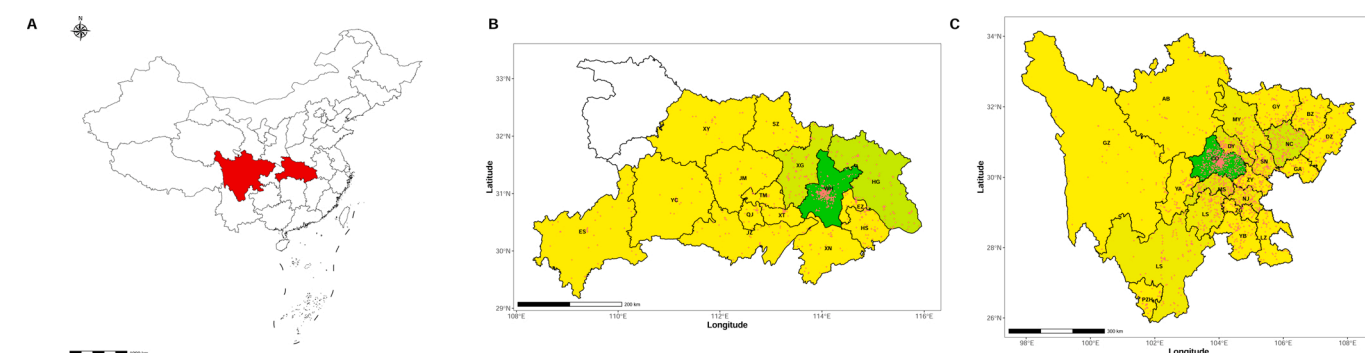 A
N
B
33°N
32°N
31°N
30°N
29°N
Latitude
108°E
110°E
112°E
114°E
116°E
Longitude
200 km
XY
SZ
XG
HG
WH
JM
TM
YC
QJ
XT
EZ
HS
ES
XN
C
34°N
32°N
30°N
28°N
26°N
Latitude
98°E
100°E
102°E
104°E
106°E
108°E
Longitude
300 km
AB
GZ
MY
GY
BZ
DZ
NC
DY
SN
GA
ZY
YA
MS
NJ
LS
YB
LZ
LS
PZH